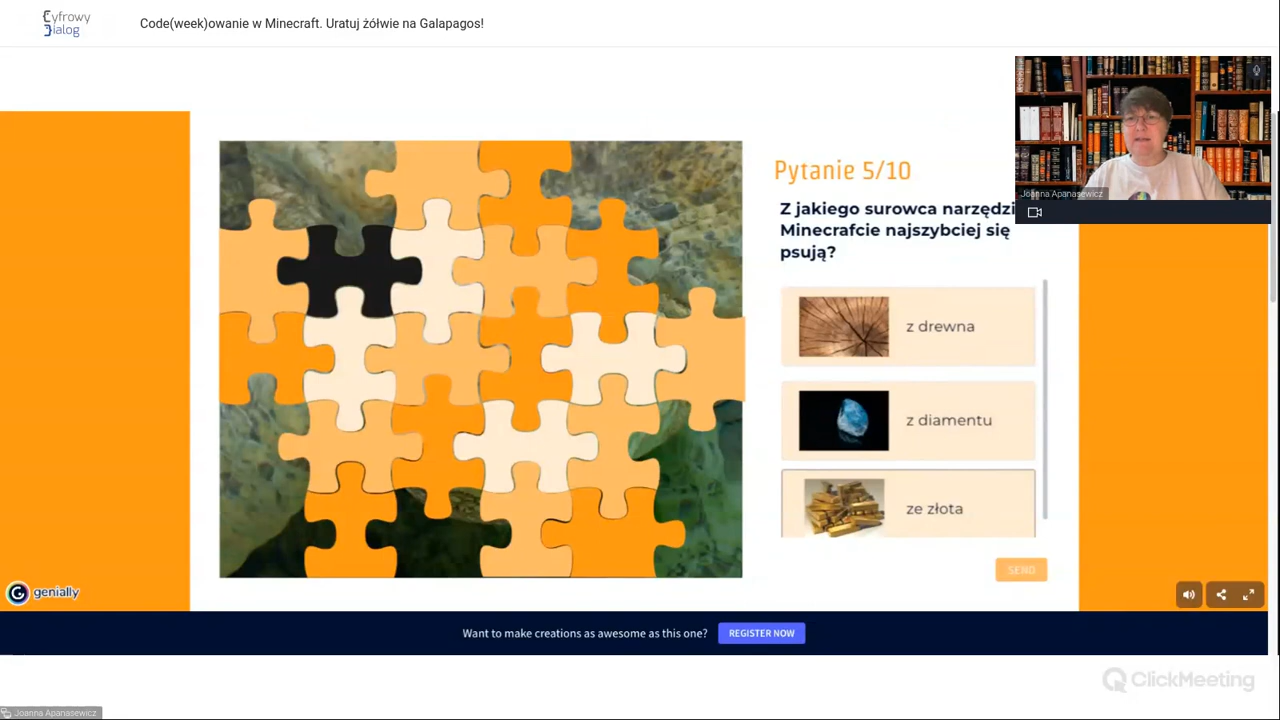 Cyfrowy
Dialog
Code(week)owanie w Minecraft. Uratuj żółwie na Galapagos!
Joanna Apanasewicz
Pytanie 5/10
Z jakiego surowca narzędzi
Minecrafcie najszybciej się
psują?
z drewna
z diamentu
ze złota
SEND
genially
Want to make creations as awesome as this one?
REGISTER NOW
ClickMeeting
Joanna Apanasewicz